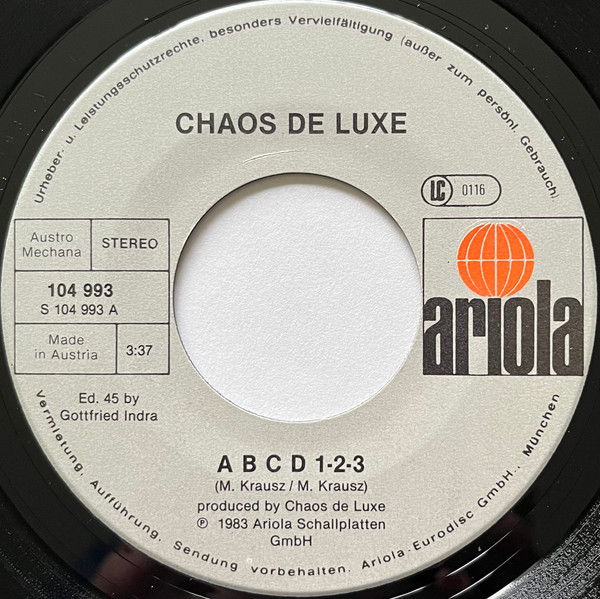 Urheber- u. Leistungsschutzrechte, besonders Vervielfältigung (außer zum persönl. Gebrauch)
CHAOS DE LUXE
LC 0116
Austro
Mechana
STEREO
104 993
S 104 993 A
Made
in Austria
3:37
ariola
Ed. 45 by
Gottfried Indra
A B C D 1-2-3
(M. Krausz / M. Krausz)
produced by Chaos de Luxe
℗ 1983 Ariola Schallplatten
GmbH
Vermietung, Aufführung, Sendung vorbehalten. Ariola-Eurodisc GmbH., München